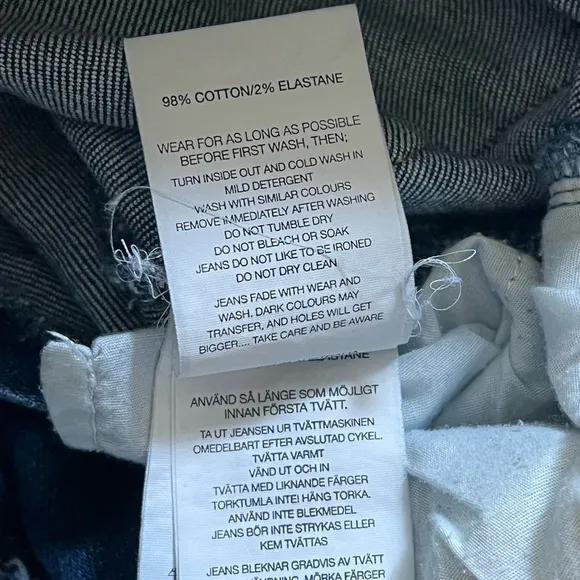 98% COTTON/2% ELASTANE
WEAR FOR AS LONG AS POSSIBLE
BEFORE FIRST WASH, THEN;
TURN INSIDE OUT AND COLD WASH IN
MILD DETERGENT
WASH WITH SIMILAR COLOURS
REMOVE IMMEDIATELY AFTER WASHING
DO NOT TUMBLE DRY
DO NOT BLEACH OR SOAK
JEANS DO NOT LIKE TO BE IRONED
DO NOT DRY CLEAN
JEANS FADE WITH WEAR AND
WASH. DARK COLOURS MAY
TRANSFER, AND HOLES WILL GET
BIGGER.... TAKE CARE AND BE AWARE
ANVÄND SÅ LÄNGE SOM MÖJLIGT
INNAN FÖRSTA TVÄTT.
TA UT JEANSEN UR TVÄTTMASKINEN
OMEDELBART EFTER AVSLUTAD CYKEL.
TVÄTTA VARMT
VÄND UT OCH IN
TVÄTTA MED LIKNANDE FÄRGER
TORKTUMLA INTE! HÄNG TORKA.
ANVÄND INTE BLEKMEDEL
JEANS BÖR INTE STRYKAS ELLER
KEM TVÄTTAS
JEANS BLEKNAR GRADVIS AV TVÄTT
MÖRKA FÄRGER